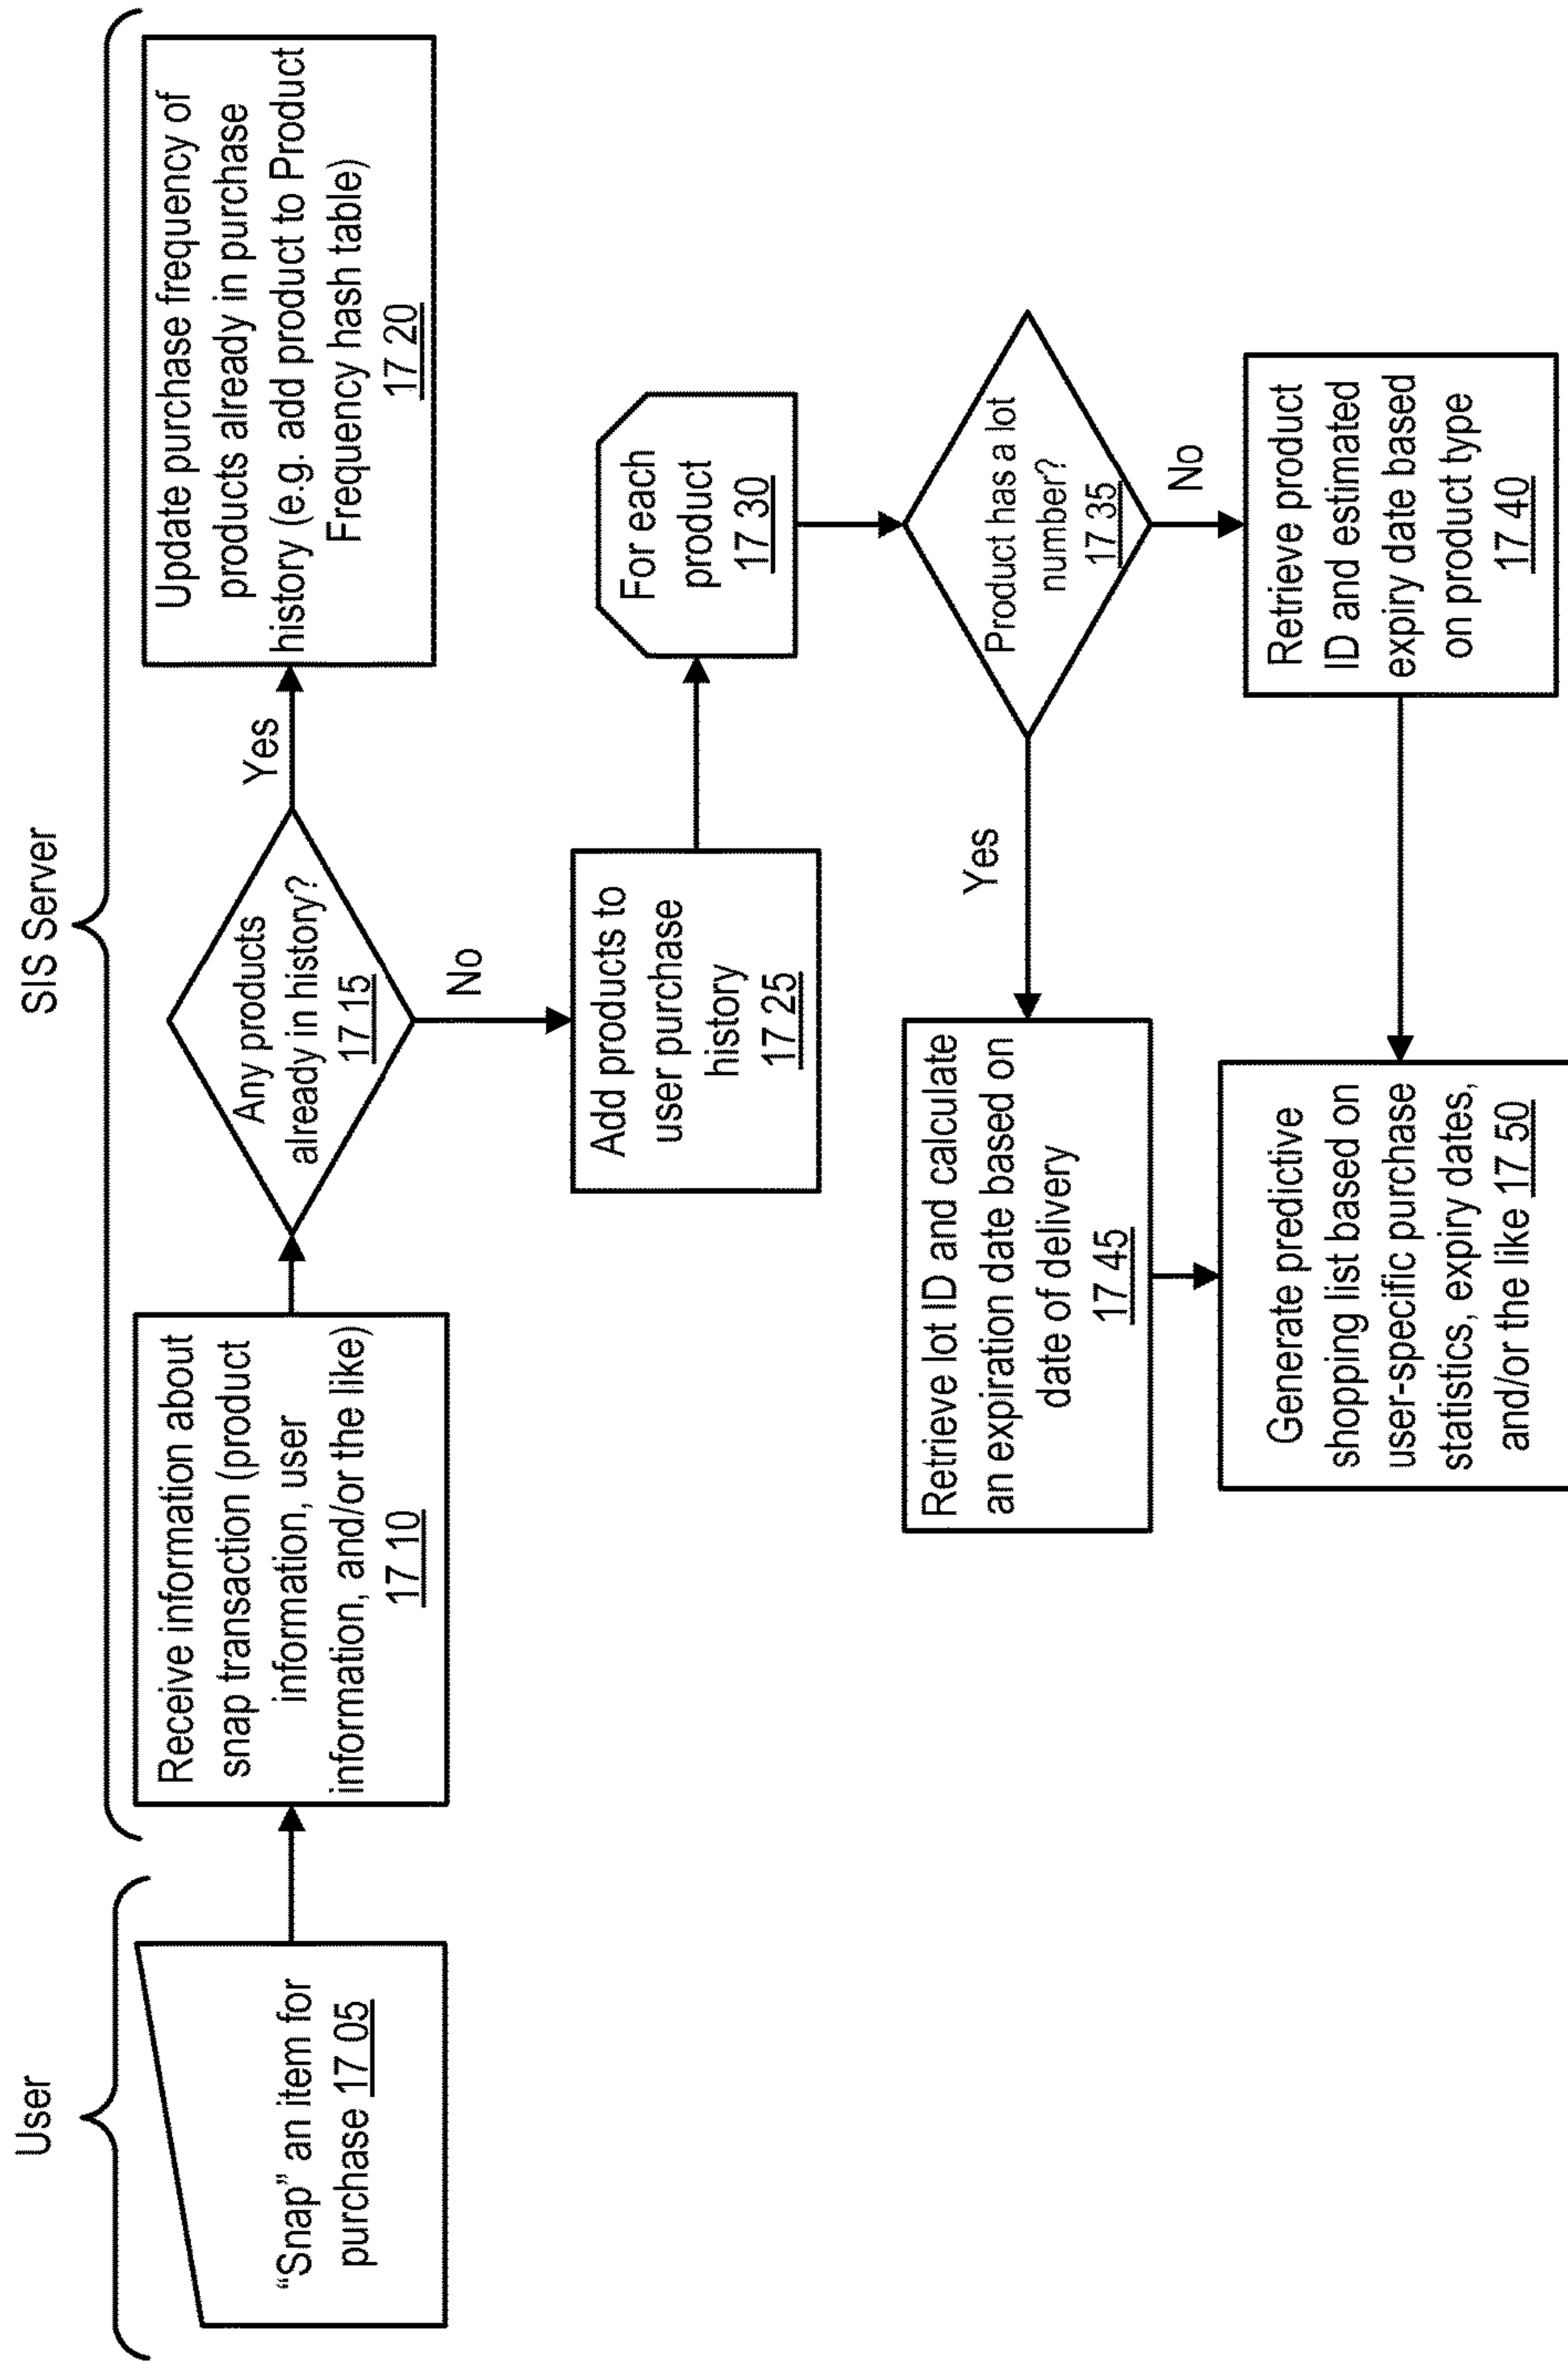 User
SIS Server
“Snap” an item for
purchase 17 05
Receive information about
snap transaction (product
information, user
information, and/or the like)
17 10
Any products
already in history?
17 15
Yes
Update purchase frequency of
products already in purchase
history (e.g. add product to Product
Frequency hash table)
17 20
No
Add products to
user purchase
history
17 25
For each
product
17 30
Product has a lot
number?
17 35
Yes
No
Retrieve lot ID and calculate
an expiration date based on
date of delivery
17 45
Retrieve product
ID and estimated
expiry date based
on product type
17 40
Generate predictive
shopping list based on
user-specific purchase
statistics, expiry dates,
and/or the like 17 50